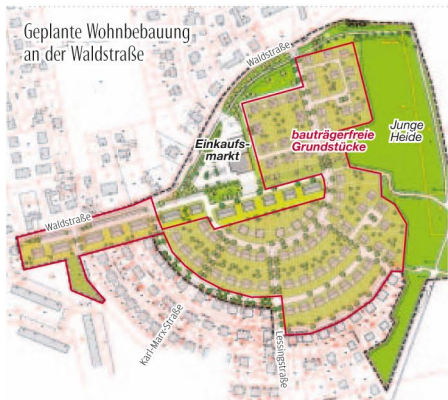 Geplante Wohnbebauung
an der Waldstraße
Waldstraße
Einkaufs-
markt
bauträgerfreie
Grundstücke
Junge
Heide
Waldstraße
Karl-Marx-Straße
Lessingstraße